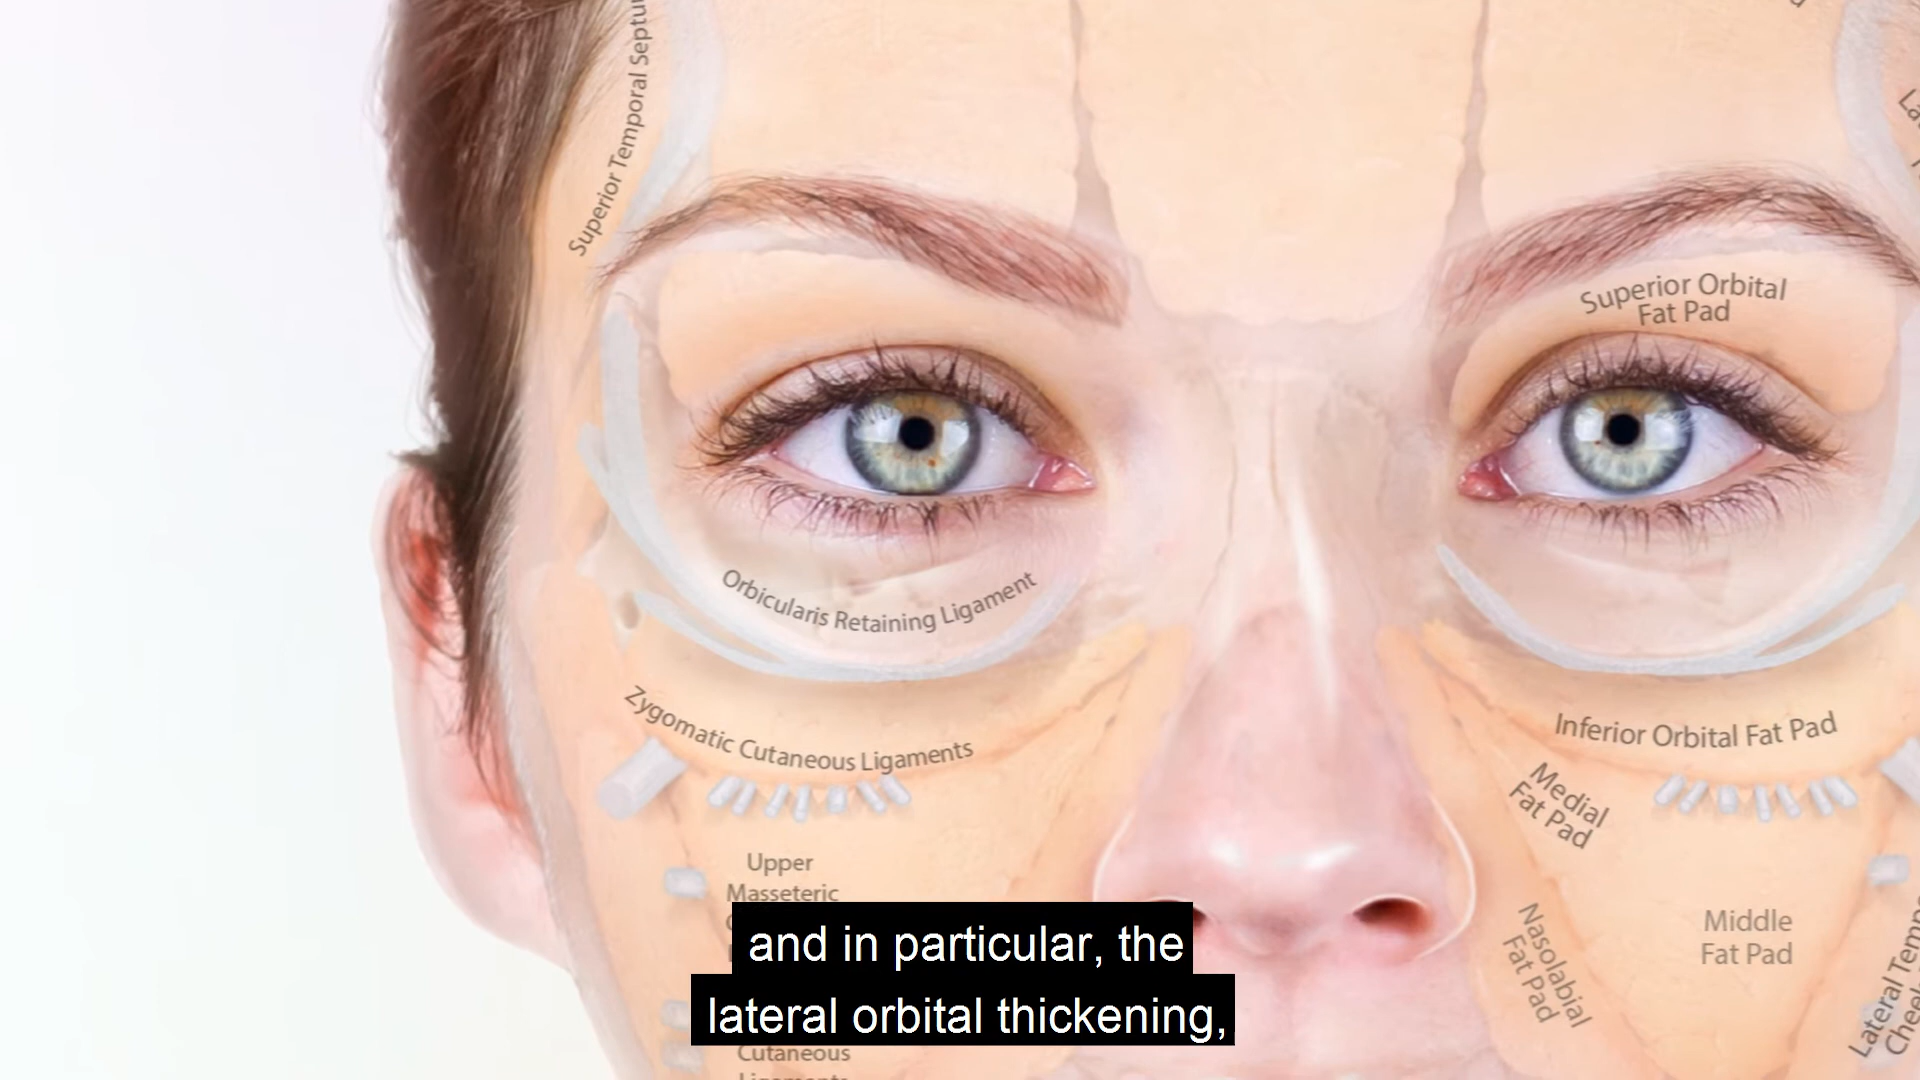 Superior Temporal
Superior Orbital
Fat Pad
Orbicularis Retaining Ligament
Zygomatic Cutaneous Ligaments
Inferior Orbital Fat Pad
Medial
Fat Pad
Upper
Masseteric
Middle
Fat Pad
Nasolabial
Fat Pad
Lateral
and in particular, the
lateral orbital thickening,
Cutaneous